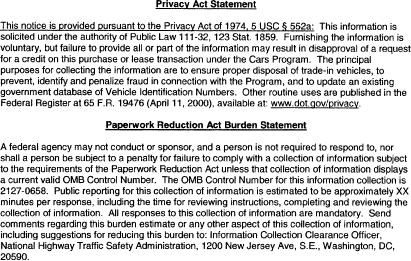 Privacy Act Statement
This notice is provided pursuant to the Privacy Act of 1974, 5 USC § 552a: This information is
solicited under the authority of Public Law 111-32, 123 Stat. 1859. Furnishing the information is
voluntary, but failure to provide all or part of the information may result in disapproval of a request
for a credit on this purchase or lease transaction under the Cars Program. The principal
purposes for collecting the information are to ensure proper disposal of trade-in vehicles, to
prevent, identify and penalize fraud in connection with the Program, and to update an existing
government database of Vehicle Identification Numbers. Other routine uses are published in the
Federal Register at 65 F.R. 19476 (April 11, 2000), available at: www.dot.gov/privacy.
Paperwork Reduction Act Burden Statement
A federal agency may not conduct or sponsor, and a person is not required to respond to, nor
shall a person be subject to a penalty for failure to comply with a collection of information subject
to the requirements of the Paperwork Reduction Act unless that collection of information displays
a current valid OMB Control Number. The OMB Control Number for this information collection is
2127-0658. Public reporting for this collection of information is estimated to be approximately XX
minutes per response, including the time for reviewing instructions, completing and reviewing the
collection of information. All responses to this collection of information are mandatory. Send
comments regarding this burden estimate or any other aspect of this collection of information,
including suggestions for reducing this burden to: Information Collection Clearance Officer,
National Highway Traffic Safety Administration, 1200 New Jersey Ave, S.E., Washington, DC,
20590.